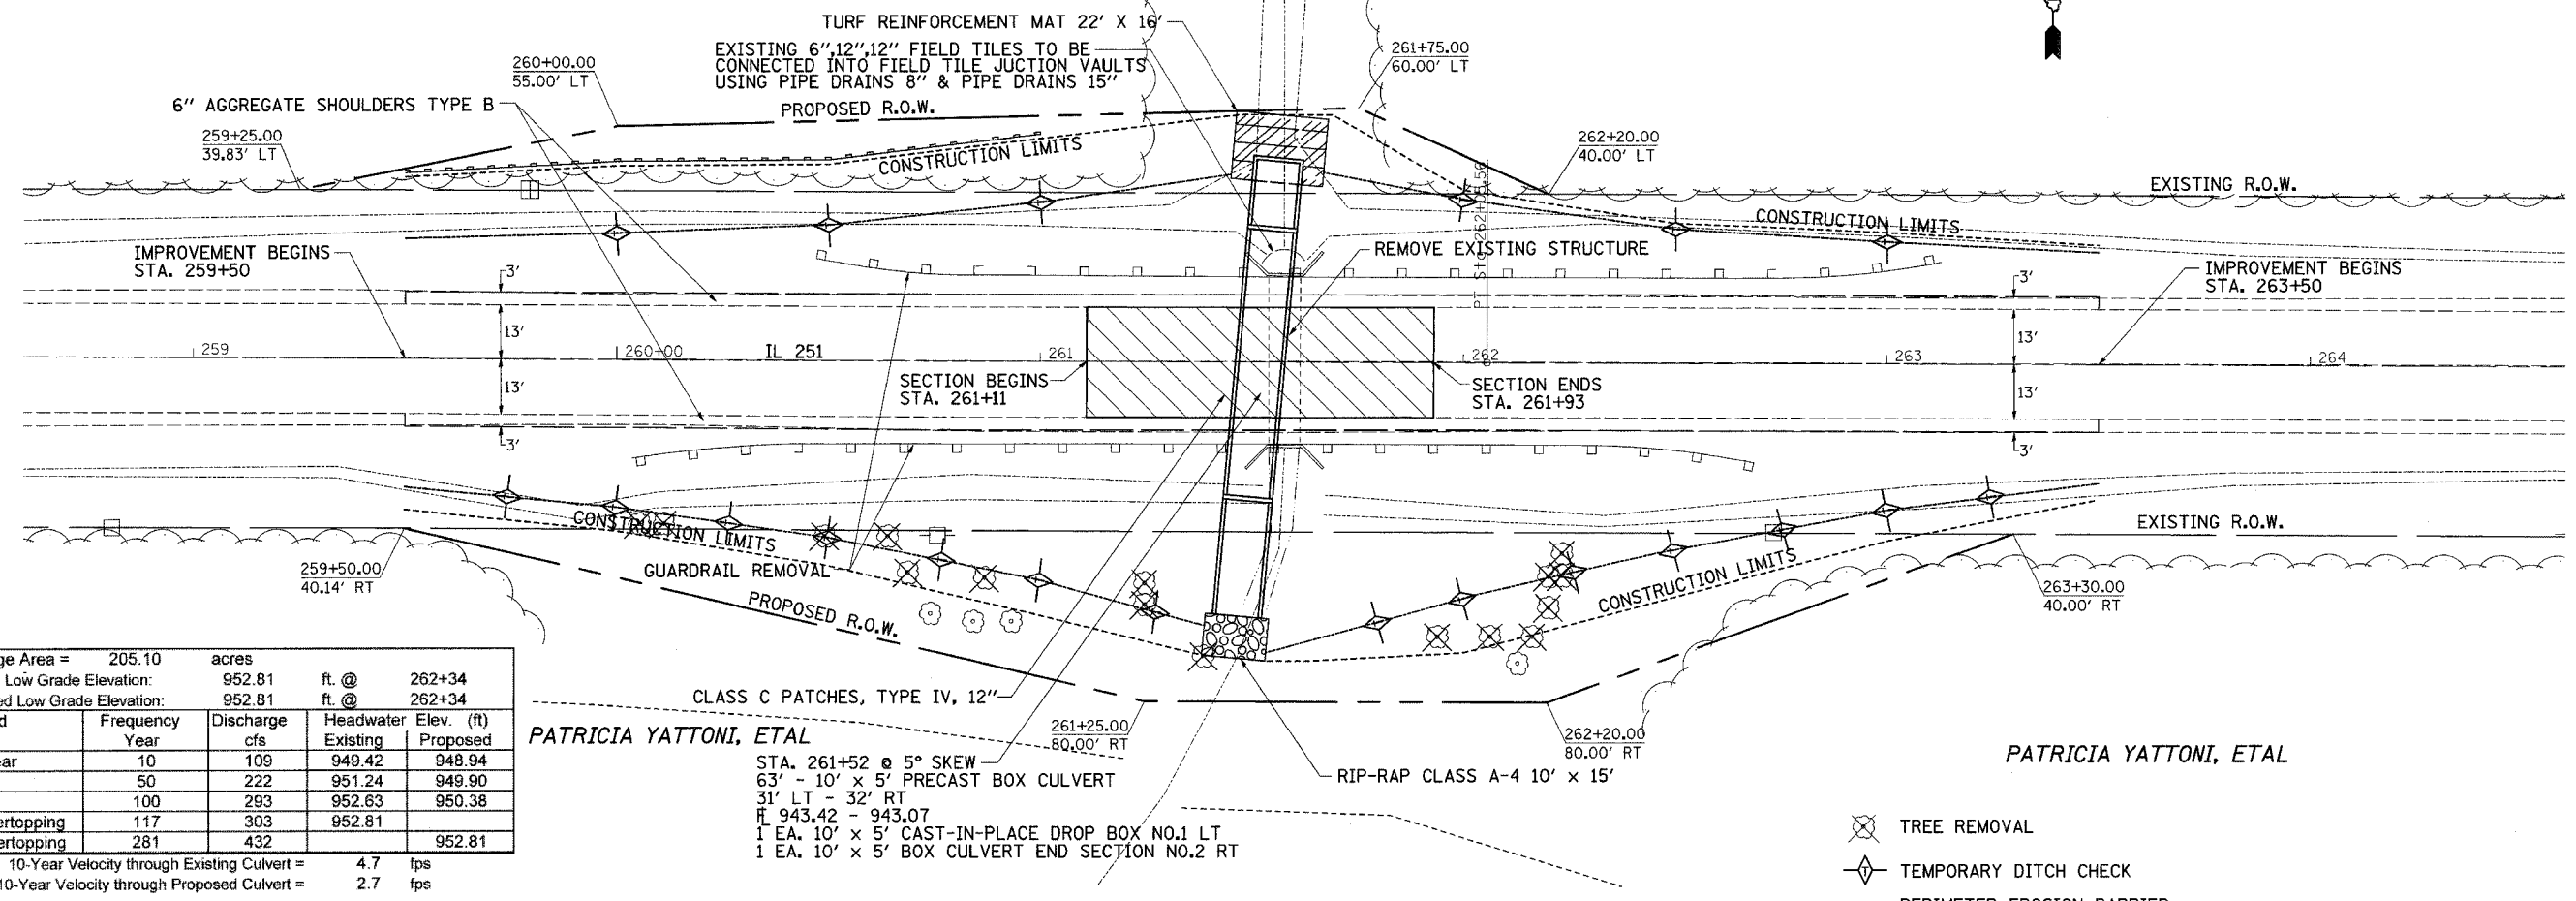 TURF REINFORCEMENT MAT 22' X 16'
EXISTING 6",12",12" FIELD TILES TO BE
CONNECTED INTO FIELD TILE JUCTION VAULTS
USING PIPE DRAINS 8" & PIPE DRAINS 15"
261+75.00
60.00' LT
260+00.00
55.00' LT
6" AGGREGATE SHOULDERS TYPE B
PROPOSED R.O.W.
259+25.00
39.83' LT
262+20.00
40.00' LT
CONSTRUCTION LIMITS
EXISTING R.O.W.
CONSTRUCTION LIMITS
IMPROVEMENT BEGINS
STA. 259+50
REMOVE EXISTING STRUCTURE
IMPROVEMENT BEGINS
STA. 263+50
3'
3'
13'
13'
259
260+00
IL 251
261
262
263
264
SECTION BEGINS
STA. 261+11
SECTION ENDS
STA. 261+93
13'
13'
3'
3'
CONSTRUCTION LIMITS
EXISTING R.O.W.
259+50.00
40.14' RT
GUARDRAIL REMOVAL
PROPOSED R.O.W.
CONSTRUCTION LIMITS
263+30.00
40.00' RT
ge Area = 205.10 acres
Low Grade Elevation: 952.81 ft. @ 262+34
ed Low Grade Elevation: 952.81 ft. @ 262+34
d Frequency Discharge Headwater Elev. (ft)
Year cfs Existing Proposed
ear 10 109 949.42 948.94
50 222 951.24 949.90
100 293 952.63 950.38
ertopping 117 303 952.81
ertopping 281 432 952.81
10-Year Velocity through Existing Culvert = 4.7 fps
10-Year Velocity through Proposed Culvert = 2.7 fps
CLASS C PATCHES, TYPE IV, 12"
PATRICIA YATTONI, ETAL
261+25.00
80.00' RT
262+20.00
80.00' RT
STA. 261+52 @ 5° SKEW
63' - 10' x 5' PRECAST BOX CULVERT
31' LT - 32' RT
FL 943.42 - 943.07
1 EA. 10' x 5' CAST-IN-PLACE DROP BOX NO.1 LT
1 EA. 10' x 5' BOX CULVERT END SECTION NO.2 RT
RIP-RAP CLASS A-4 10' x 15'
PATRICIA YATTONI, ETAL
TREE REMOVAL
T TEMPORARY DITCH CHECK
PERIMETER EROSION BARRIER